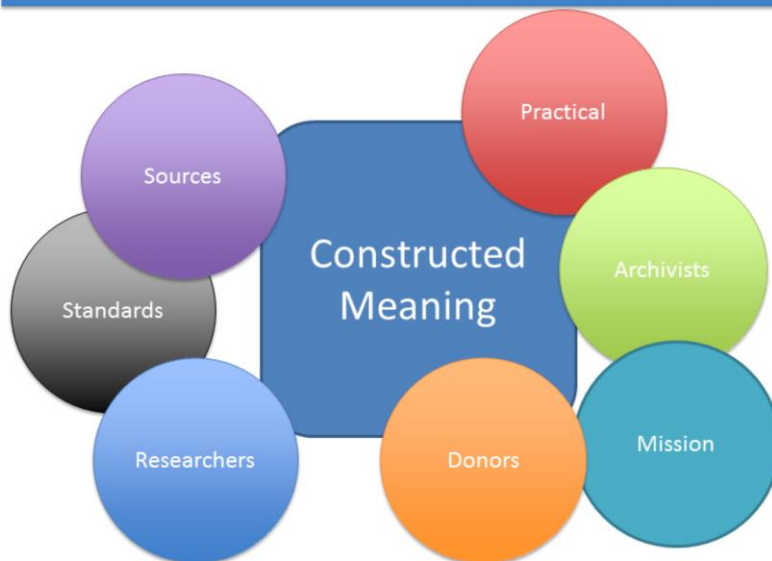 Practical
Sources
Constructed
Meaning
Archivists
Standards
Researchers
Donors
Mission